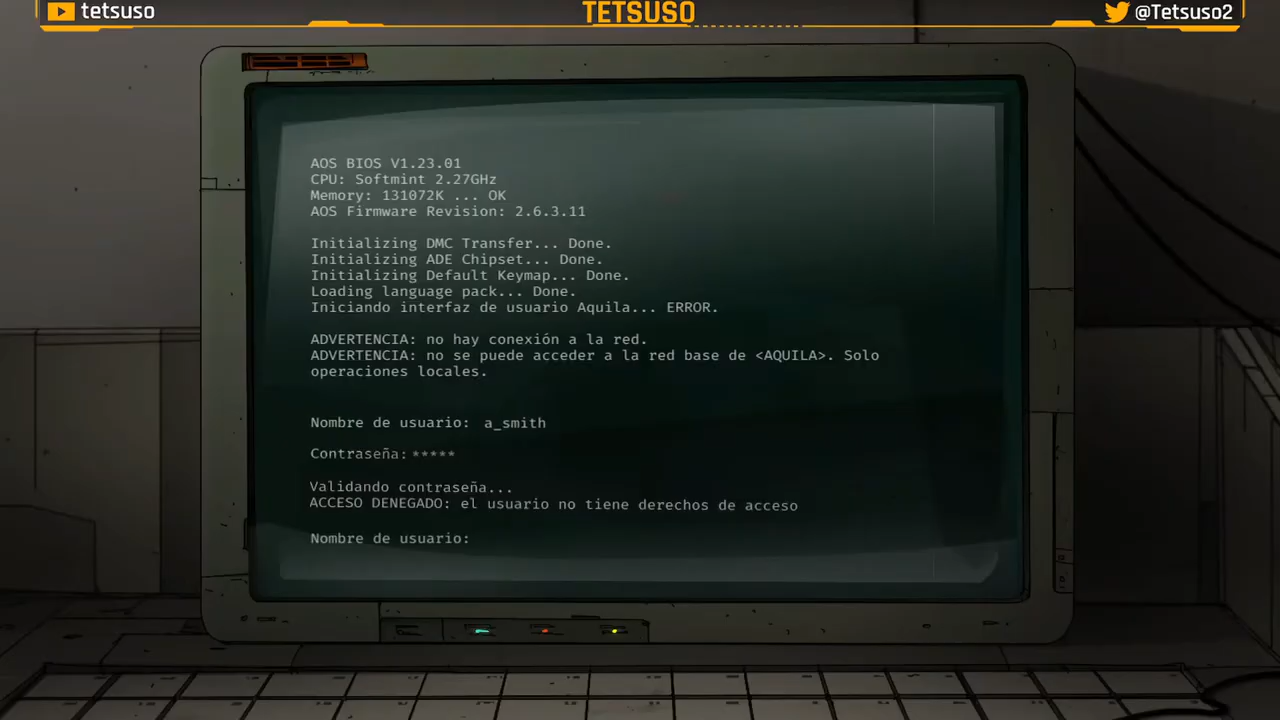 tetsuso
TETSUSO
@Tetsuso2
AOS BIOS V1.23.01
CPU: Softmint 2.27GHz
Memory: 131072K ... OK
AOS Firmware Revision: 2.6.3.11
Initializing DMC Transfer... Done.
Initializing ADE Chipset... Done.
Initializing Default Keymap... Done.
Loading language pack... Done.
Iniciando interfaz de usuario Aquila... ERROR.
ADVERTENCIA: no hay conexión a la red.
ADVERTENCIA: no se puede acceder a la red base de <AQUILA>. Solo
operaciones locales.
Nombre de usuario: a_smith
Contraseña: *****
Validando contraseña...
ACCESO DENEGADO: el usuario no tiene derechos de acceso
Nombre de usuario: